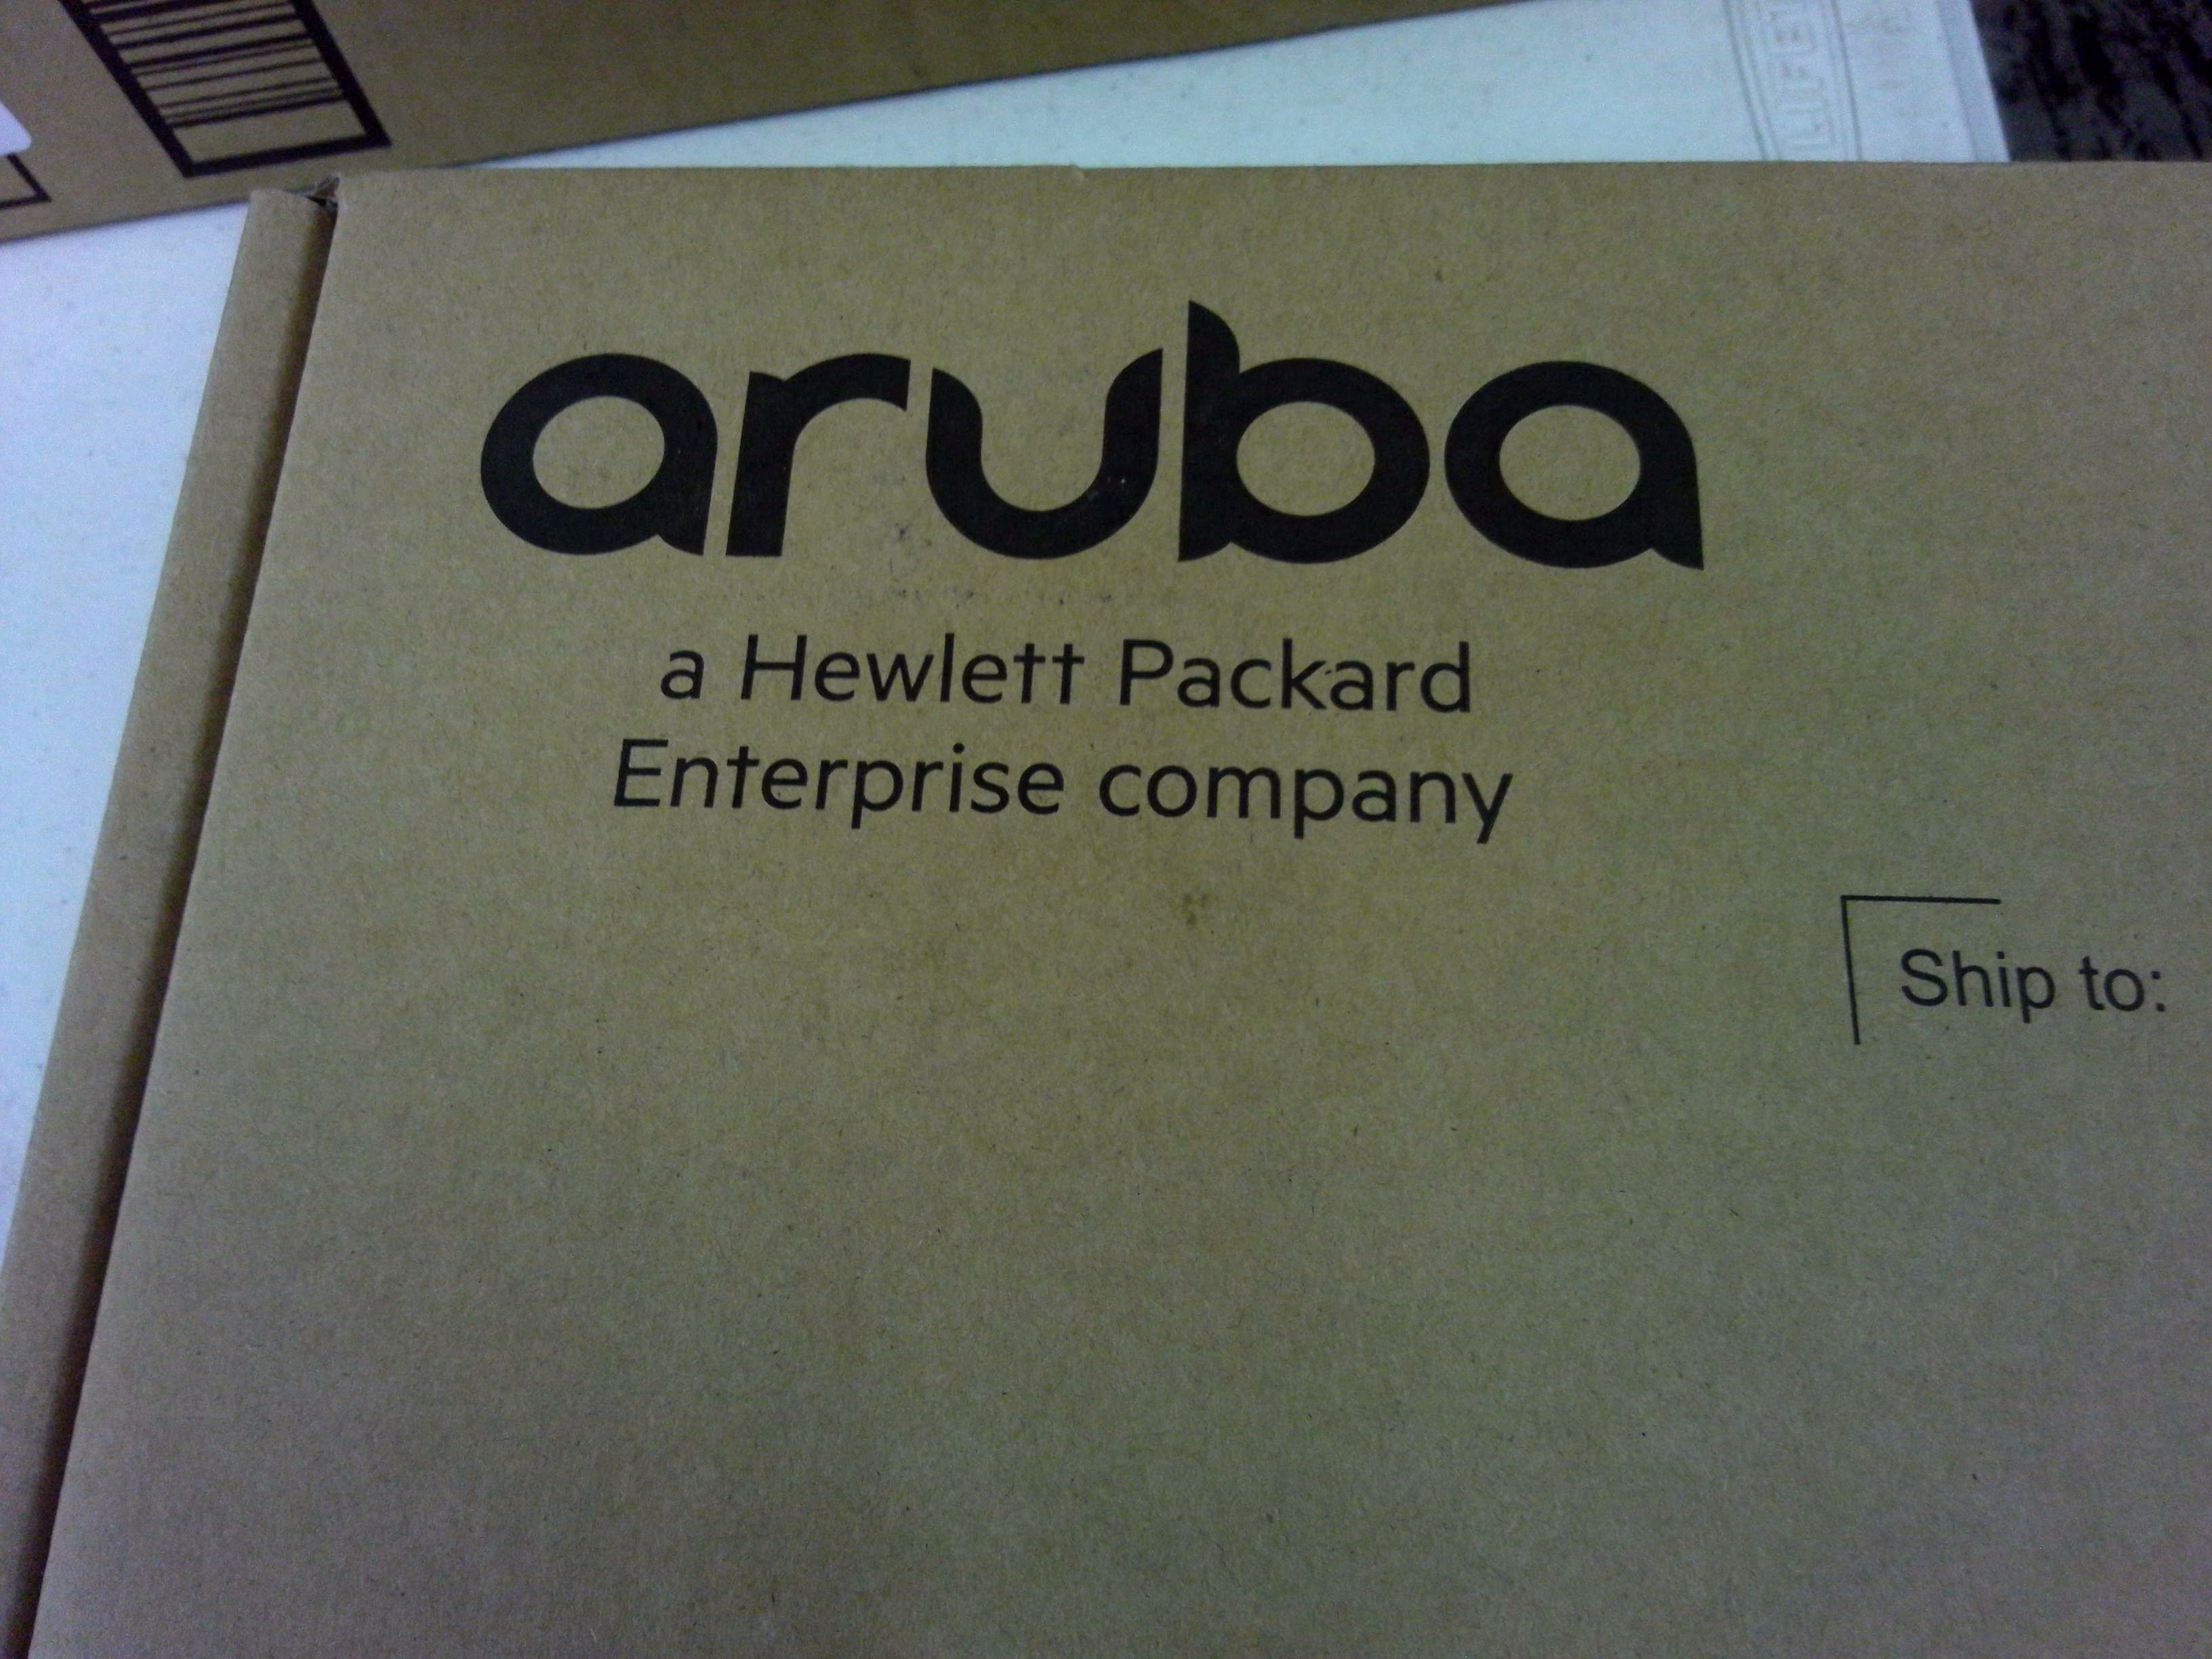 aruba
a Hewlett Packard
Enterprise company
Ship to: